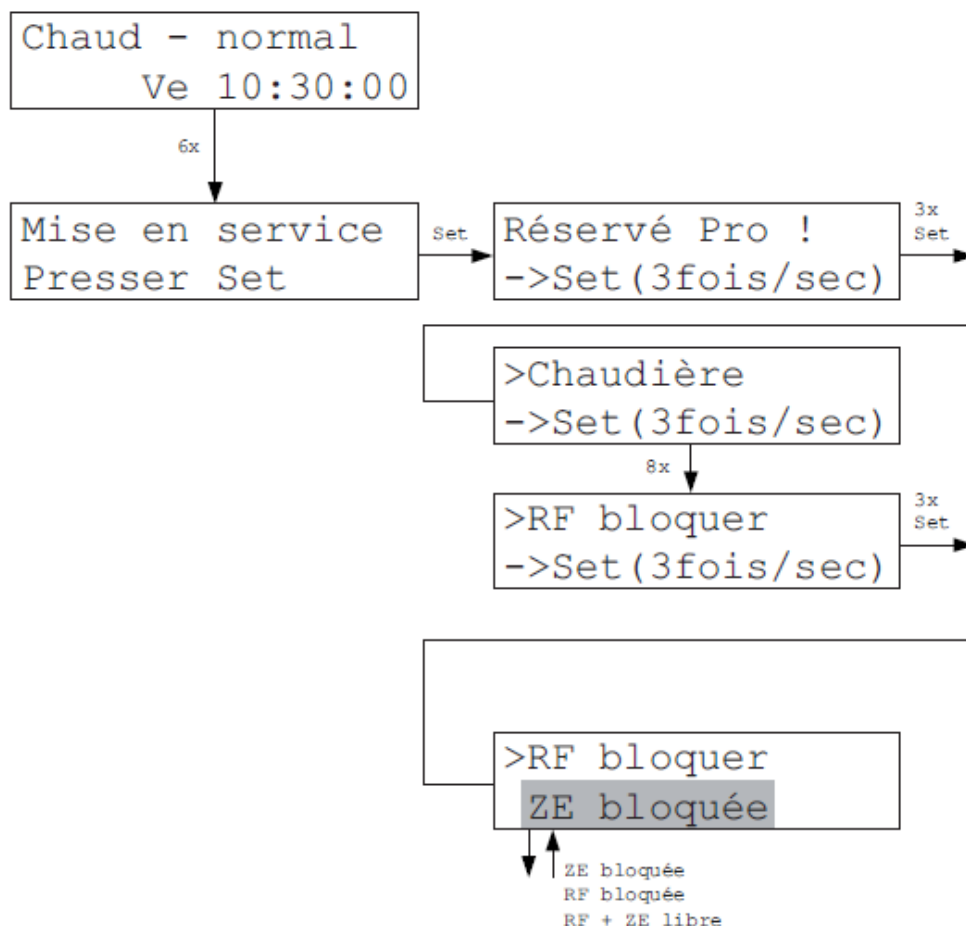 Chaud - normal
Ve 10:30:00
6x
Mise en service
Presser Set
Set
Réservé Pro !
->Set(3fois/sec)
3x
Set
>Chaudière
->Set(3fois/sec)
8x
>RF bloquer
->Set(3fois/sec)
3x
Set
>RF bloquer
ZE bloquée
ZE bloquée
RF bloquée
RF + ZE libre